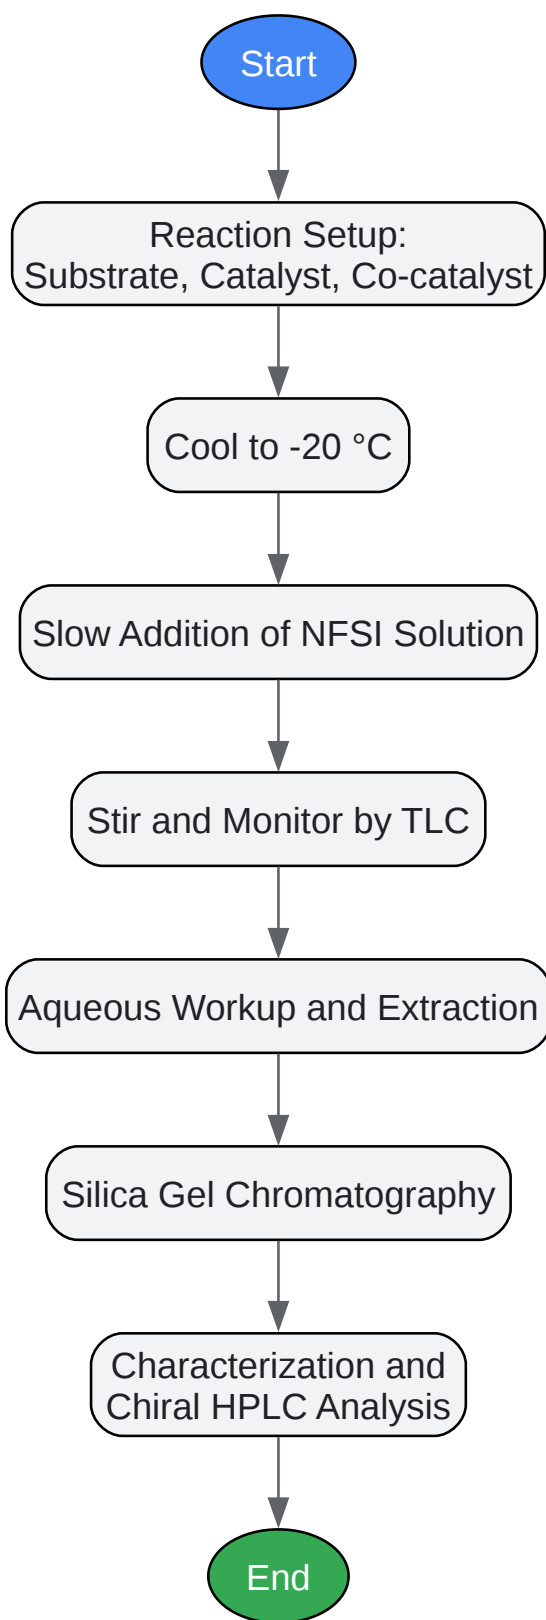 Start
Reaction Setup:
Substrate, Catalyst, Co-catalyst
Cool to -20 °C
Slow Addition of NFSI Solution
Stir and Monitor by TLC
Aqueous Workup and Extraction
Silica Gel Chromatography
Characterization and
Chiral HPLC Analysis
End